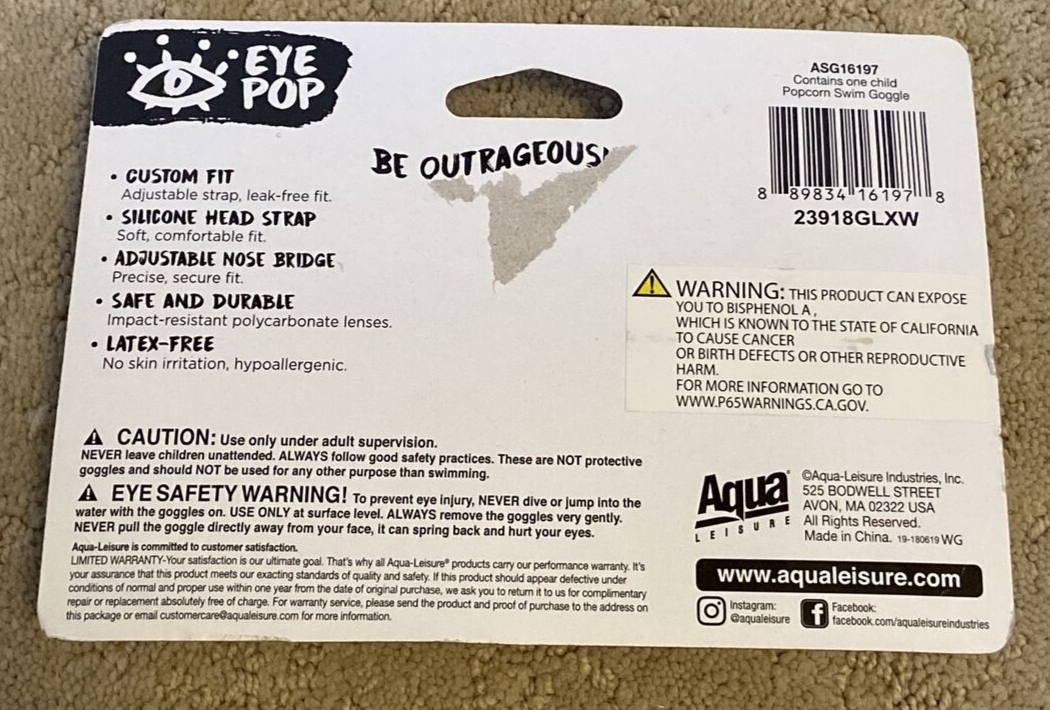 EYE
POP
• CUSTOM FIT
Adjustable strap, leak-free fit.
• SILICONE HEAD STRAP
Soft, comfortable fit.
• ADJUSTABLE NOSE BRIDGE
Precise, secure fit.
• SAFE AND DURABLE
Impact-resistant polycarbonate lenses.
• LATEX-FREE
No skin irritation, hypoallergenic.
BE OUTRAGEOUS!
ASG16197
Contains one child
Popcorn Swim Goggle
8 89834 16197 8
23918GLXW
WARNING: THIS PRODUCT CAN EXPOSE
YOU TO BISPHENOL A ,
WHICH IS KNOWN TO THE STATE OF CALIFORNIA
TO CAUSE CANCER
OR BIRTH DEFECTS OR OTHER REPRODUCTIVE
HARM.
FOR MORE INFORMATION GO TO
WWW.P65WARNINGS.CA.GOV.
CAUTION: Use only under adult supervision.
NEVER leave children unattended. ALWAYS follow good safety practices. These are NOT protective
goggles and should NOT be used for any other purpose than swimming.
EYE SAFETY WARNING! To prevent eye injury, NEVER dive or jump into the
water with the goggles on. USE ONLY at surface level. ALWAYS remove the goggles very gently.
NEVER pull the goggle directly away from your face, it can spring back and hurt your eyes.
Aqua-Leisure is committed to customer satisfaction.
LIMITED WARRANTY-Your satisfaction is our ultimate goal. That's why all Aqua-Leisure® products carry our performance warranty. It's
your assurance that this product meets our exacting standards of quality and safety. If this product should appear defective under
conditions of normal and proper use within one year from the date of original purchase, we ask you to return it to us for complimentary
repair or replacement absolutely free of charge. For warranty service, please send the product and proof of purchase to the address on
this package or email customercare@aqualeisure.com for more information.
Aqua®
LEISURE
©Aqua-Leisure Industries, Inc.
525 BODWELL STREET
AVON, MA 02322 USA
All Rights Reserved.
Made in China. 19-180619 WG
www.aqualeisure.com
Instagram:
@aqualeisure
Facebook:
facebook.com/aqualeisureindustries